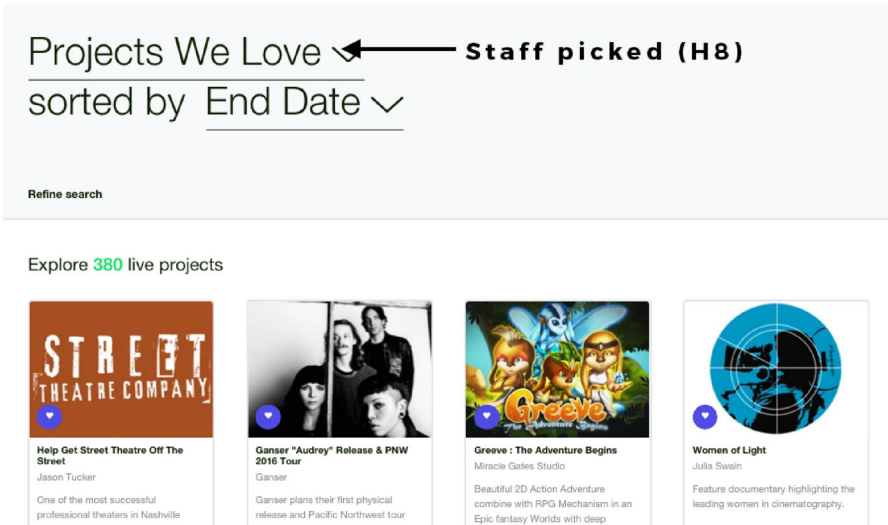 Projects We Love
Staff picked (H8)
sorted by End Date
Refine search
Explore 380 live projects
STREET
THEATRE COMPANY
Greeve
The Adventure Begins
Help Get Street Theatre Off The
Street
Jason Tucker
One of the most successful
professional theaters in Nashville
Ganser "Audrey" Release & PNW
2016 Tour
Ganser
Ganser plans their first physical
release and Pacific Northwest tour
Greeve : The Adventure Begins
Miracle Gates Studio
Beautiful 2D Action Adventure
combine with RPG Mechanism in an
Epic fantasy Worlds with deep
Women of Light
Julia Swain
Feature documentary highlighting the
leading women in cinematography.